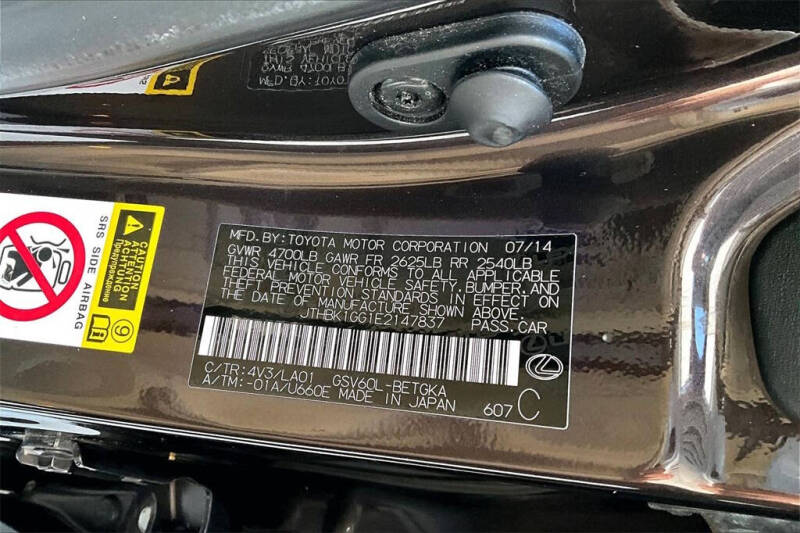 MFD.BY:TOYOTA MOTOR CORPORATION 07/14
GVWR 4700LB GAWR FR 2625LB RR 2540LB
THIS VEHICLE CONFORMS TO ALL APPLICABLE
FEDERAL MOTOR VEHICLE SAFETY, BUMPER, AND
THEFT PREVENTION STANDARDS IN EFFECT ON
THE DATE OF MANUFACTURE SHOWN ABOVE.
JTHBK1GG1E2147837 PASS.CAR
C/TR:4V3/LA01 GSV60L-BETGKA
A/TM:-01A/U660E MADE IN JAPAN 607 C
SRS SIDE AIRBAG
CAUTION
ATTENTION
ACHTUNG
Предупреждение
9